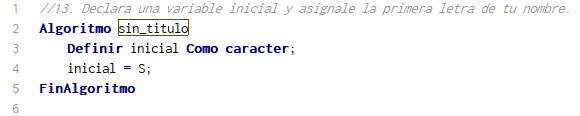 1 //13. Declara una variable inicial y asígnale la primera letra de tu nombre.
2 Algoritmo sin_titulo
3 Definir inicial Como caracter;
4 inicial = S;
5 FinAlgoritmo
6